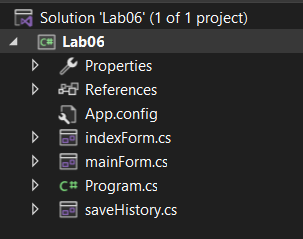 Solution 'Lab06' (1 of 1 project)
C# Lab06
Properties
References
App.config
indexForm.cs
mainForm.cs
C# Program.cs
saveHistory.cs